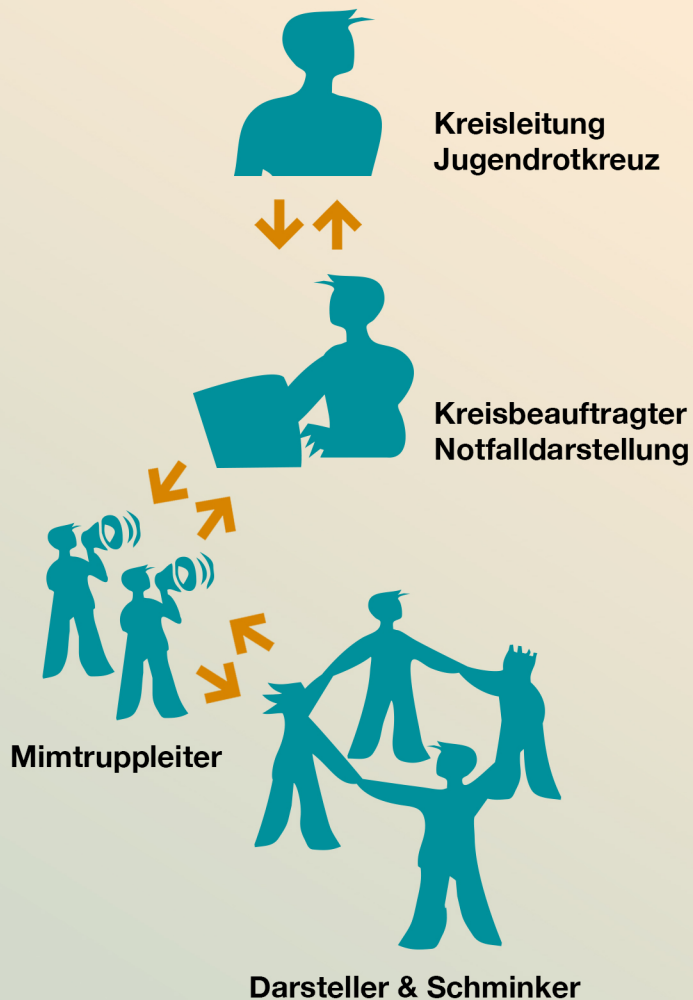 Kreisleitung
Jugendrotkreuz
Kreisbeauftragter
Notfalldarstellung
Mimtruppleiter
Darsteller & Schminker